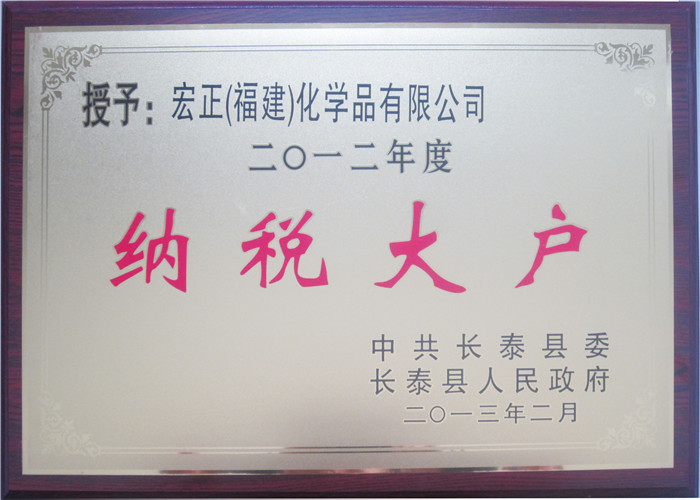 授予：宏正(福建)化学品有限公司
二〇一二年度
纳税大户
中共长泰县委
长泰县人民政府
二〇一三年二月